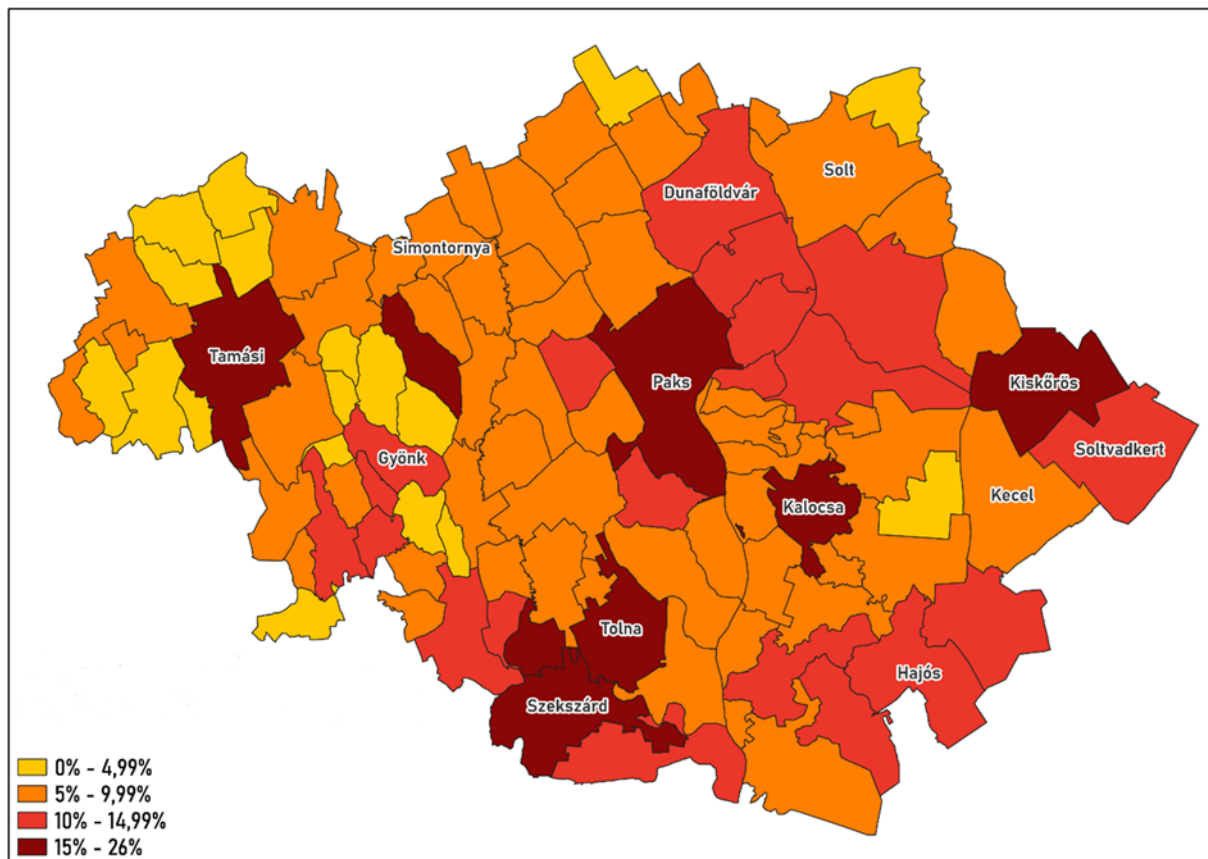 Solt
Dunaföldvár
Simontornya
Tamási
Paks
Kiskőrös
Soltvadkert
Gyönk
Kecel
Kalocsa
Tolna
Hajós
Szekszárd
0% - 4,99%
5% - 9,99%
10% - 14,99%
15% - 26%